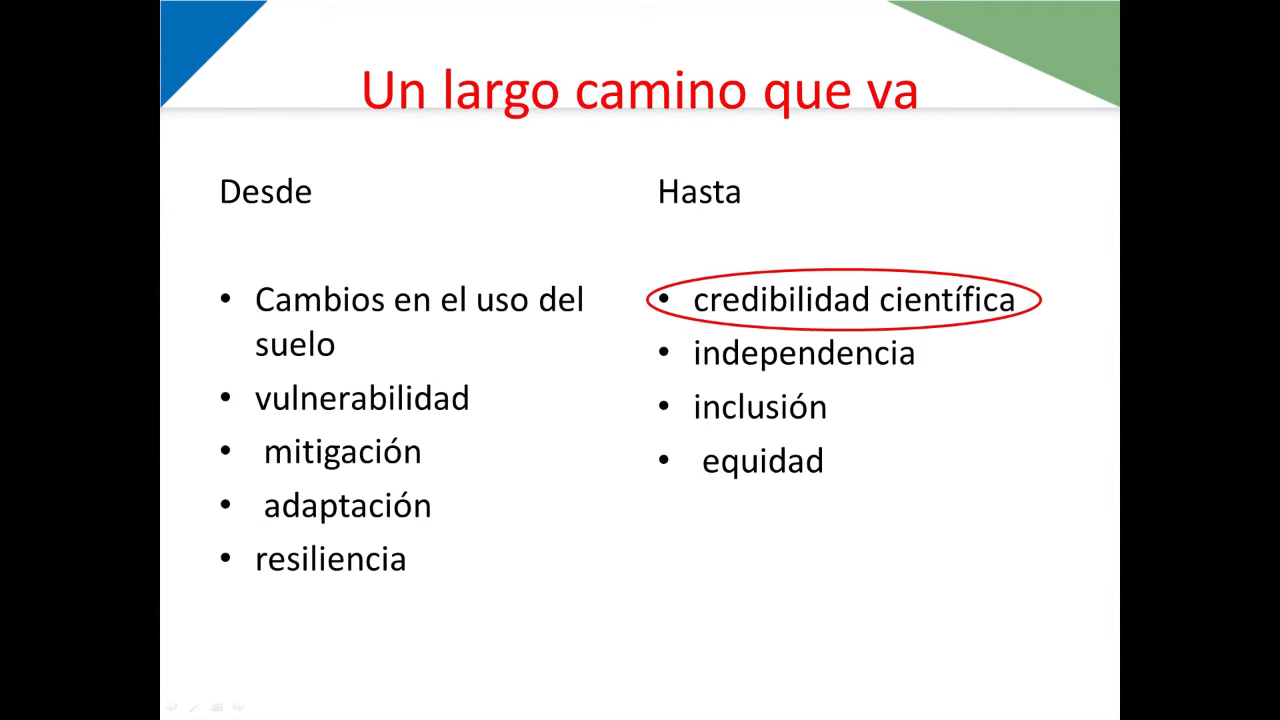 Un largo camino que va
Desde
• Cambios en el uso del
suelo
• vulnerabilidad
• mitigación
• adaptación
• resiliencia
Hasta
• credibilidad científica
• independencia
• inclusión
• equidad